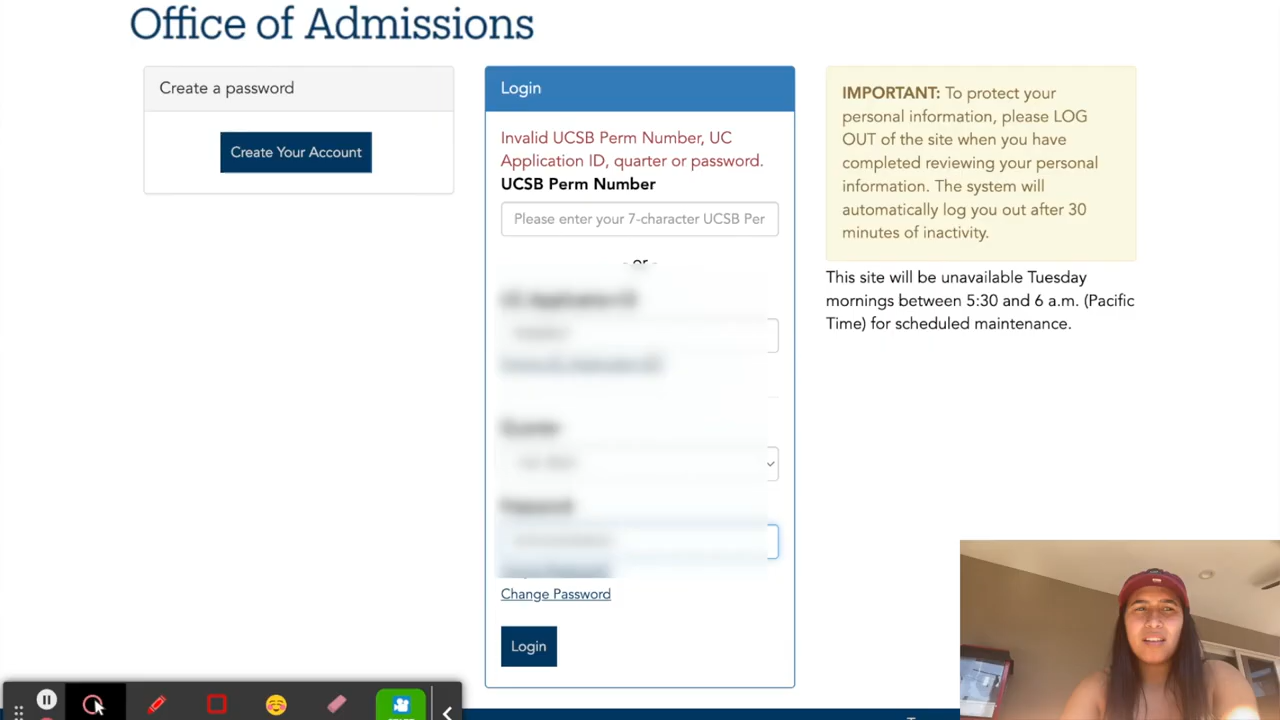 Office of Admissions
Create a password
Create Your Account
Login
Invalid UCSB Perm Number, UC
Application ID, quarter or password.
UCSB Perm Number
Please enter your 7-character UCSB Per
- or -
Change Password
Login
IMPORTANT: To protect your
personal information, please LOG
OUT of the site when you have
completed reviewing your personal
information. The system will
automatically log you out after 30
minutes of inactivity.
This site will be unavailable Tuesday
mornings between 5:30 and 6 a.m. (Pacific
Time) for scheduled maintenance.